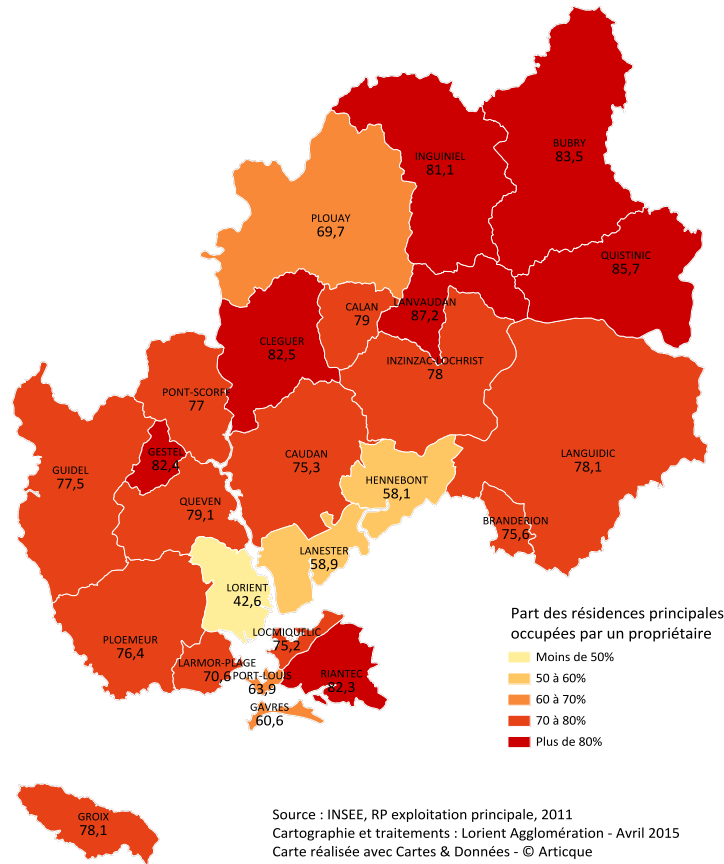 BUBRY
83,5
INGUINIEL
81,1
PLOUAY
69,7
QUISTINIC
85,7
LANVAUDAN
87,2
CALAN
79
CLEGUER
82,5
INZINZAC-LOCHRIST
78
PONT-SCORFF
77
GESTEL
82,4
GUIDEL
77,5
CAUDAN
75,3
LANGUIDIC
78,1
HENNEBONT
58,1
QUEVEN
79,1
BRANDERION
75,6
LANESTER
58,9
LORIENT
42,6
PLOEMEUR
76,4
LOCMIQUELIC
75,2
LARMOR-PLAGE
70,6
PORT-LOUIS
63,9
RIANTEC
82,3
GAVRES
60,6
GROIX
78,1
Part des résidences principales
occupées par un propriétaire
Moins de 50%
50 à 60%
60 à 70%
70 à 80%
Plus de 80%
Source : INSEE, RP exploitation principale, 2011
Cartographie et traitements : Lorient Agglomération - Avril 2015
Carte réalisée avec Cartes & Données - © Articque